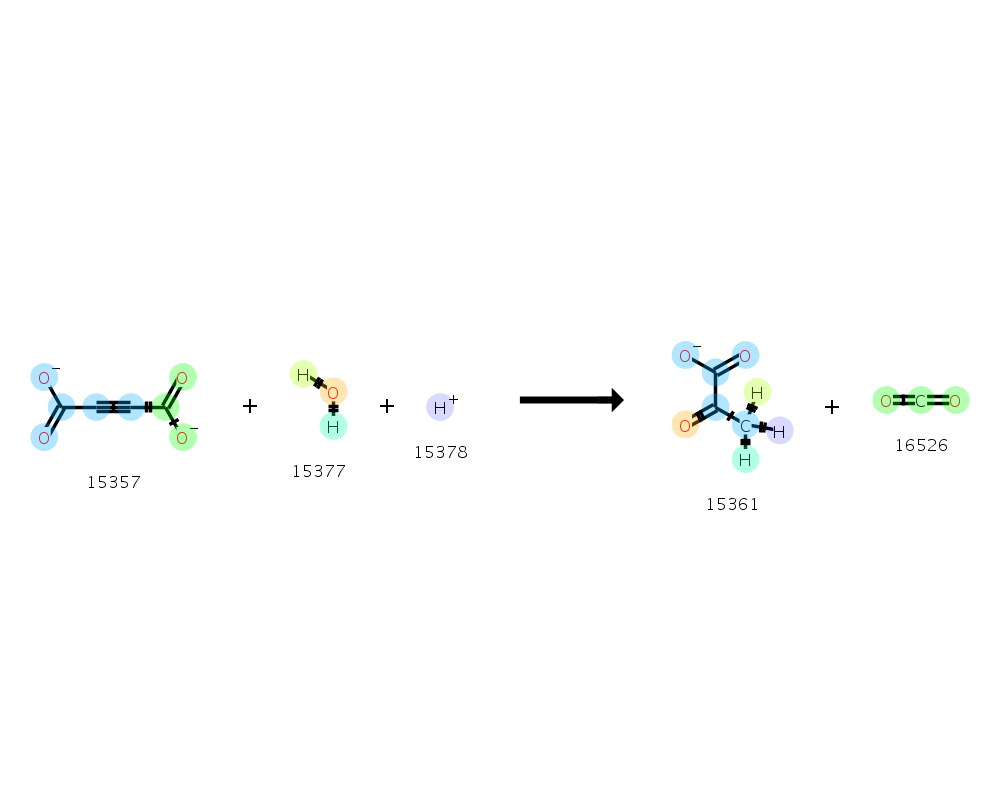 O− O O O−
15357
+
H O H
15377
+
H+
15378
O− O O C H H H
15361
+
O C O
16526